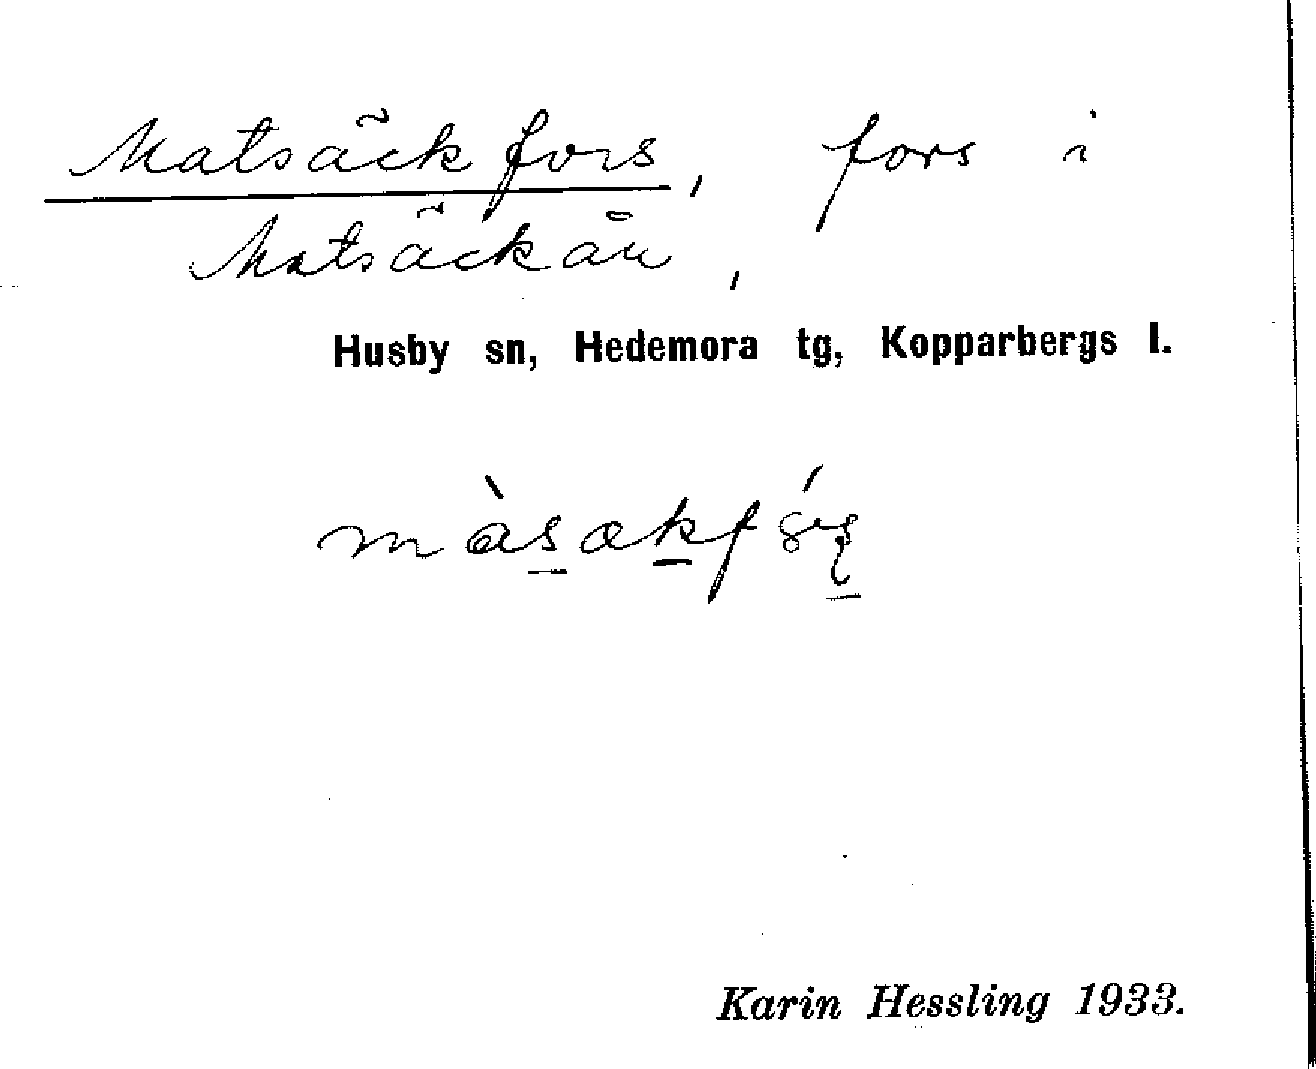 Matsäckfors, fors i
Matsäckån,
Husby sn, Hedemora tg, Kopparbergs l.
Karin Hessling 1933.